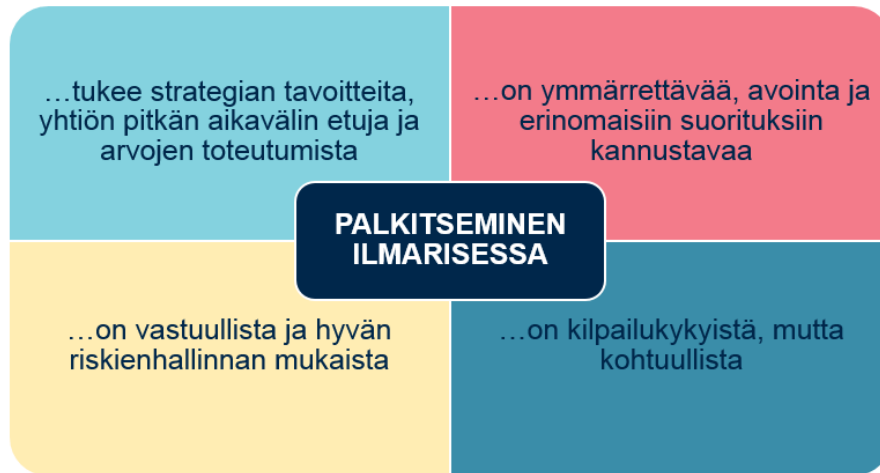 …tukee strategian tavoitteita,
yhtiön pitkän aikavälin etuja ja
arvojen toteutumista
…on ymmärrettävää, avointa ja
erinomaisiin suorituksiin
kannustavaa
PALKITSEMINEN
ILMARISESSA
…on vastuullista ja hyvän
riskienhallinnan mukaista
…on kilpailukykyistä, mutta
kohtuullista